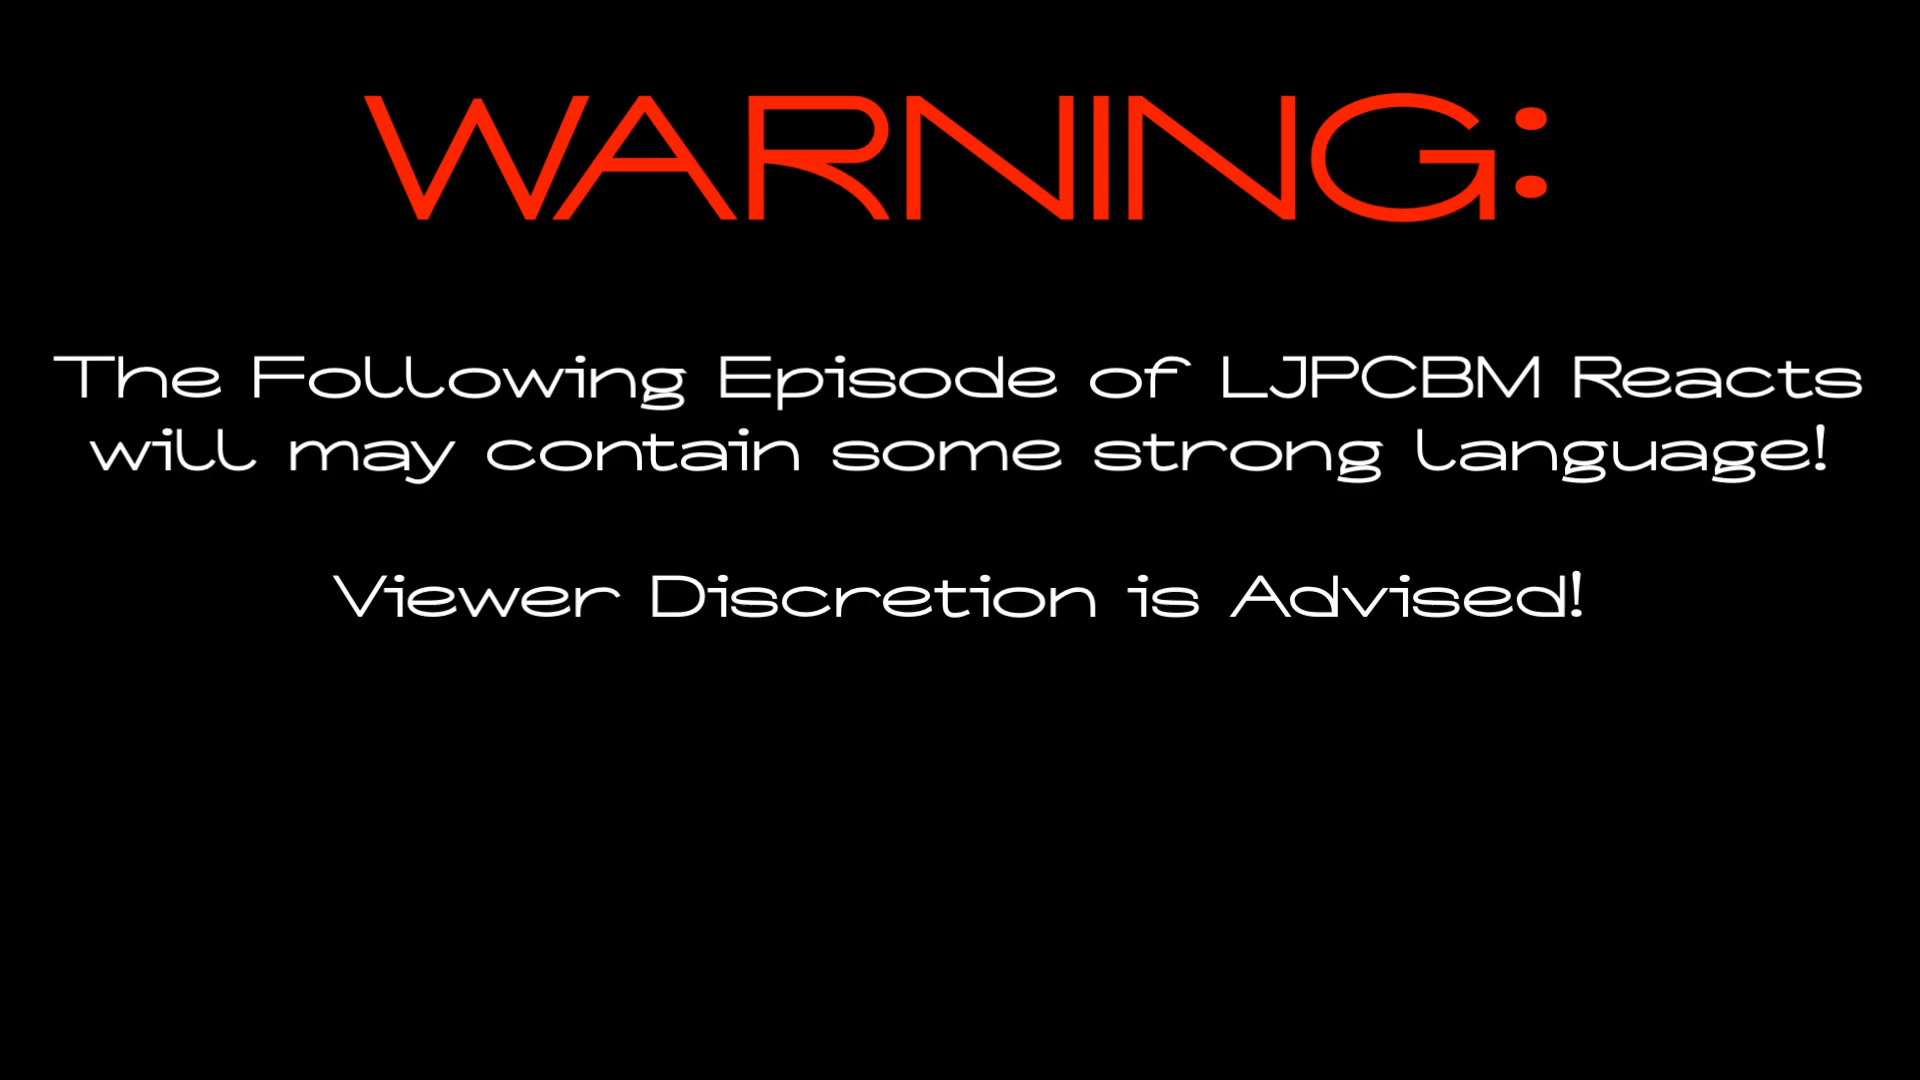 WARNING:
The Following Episode of LJPCBM Reacts
will may contain some strong language!
Viewer Discretion is Advised!